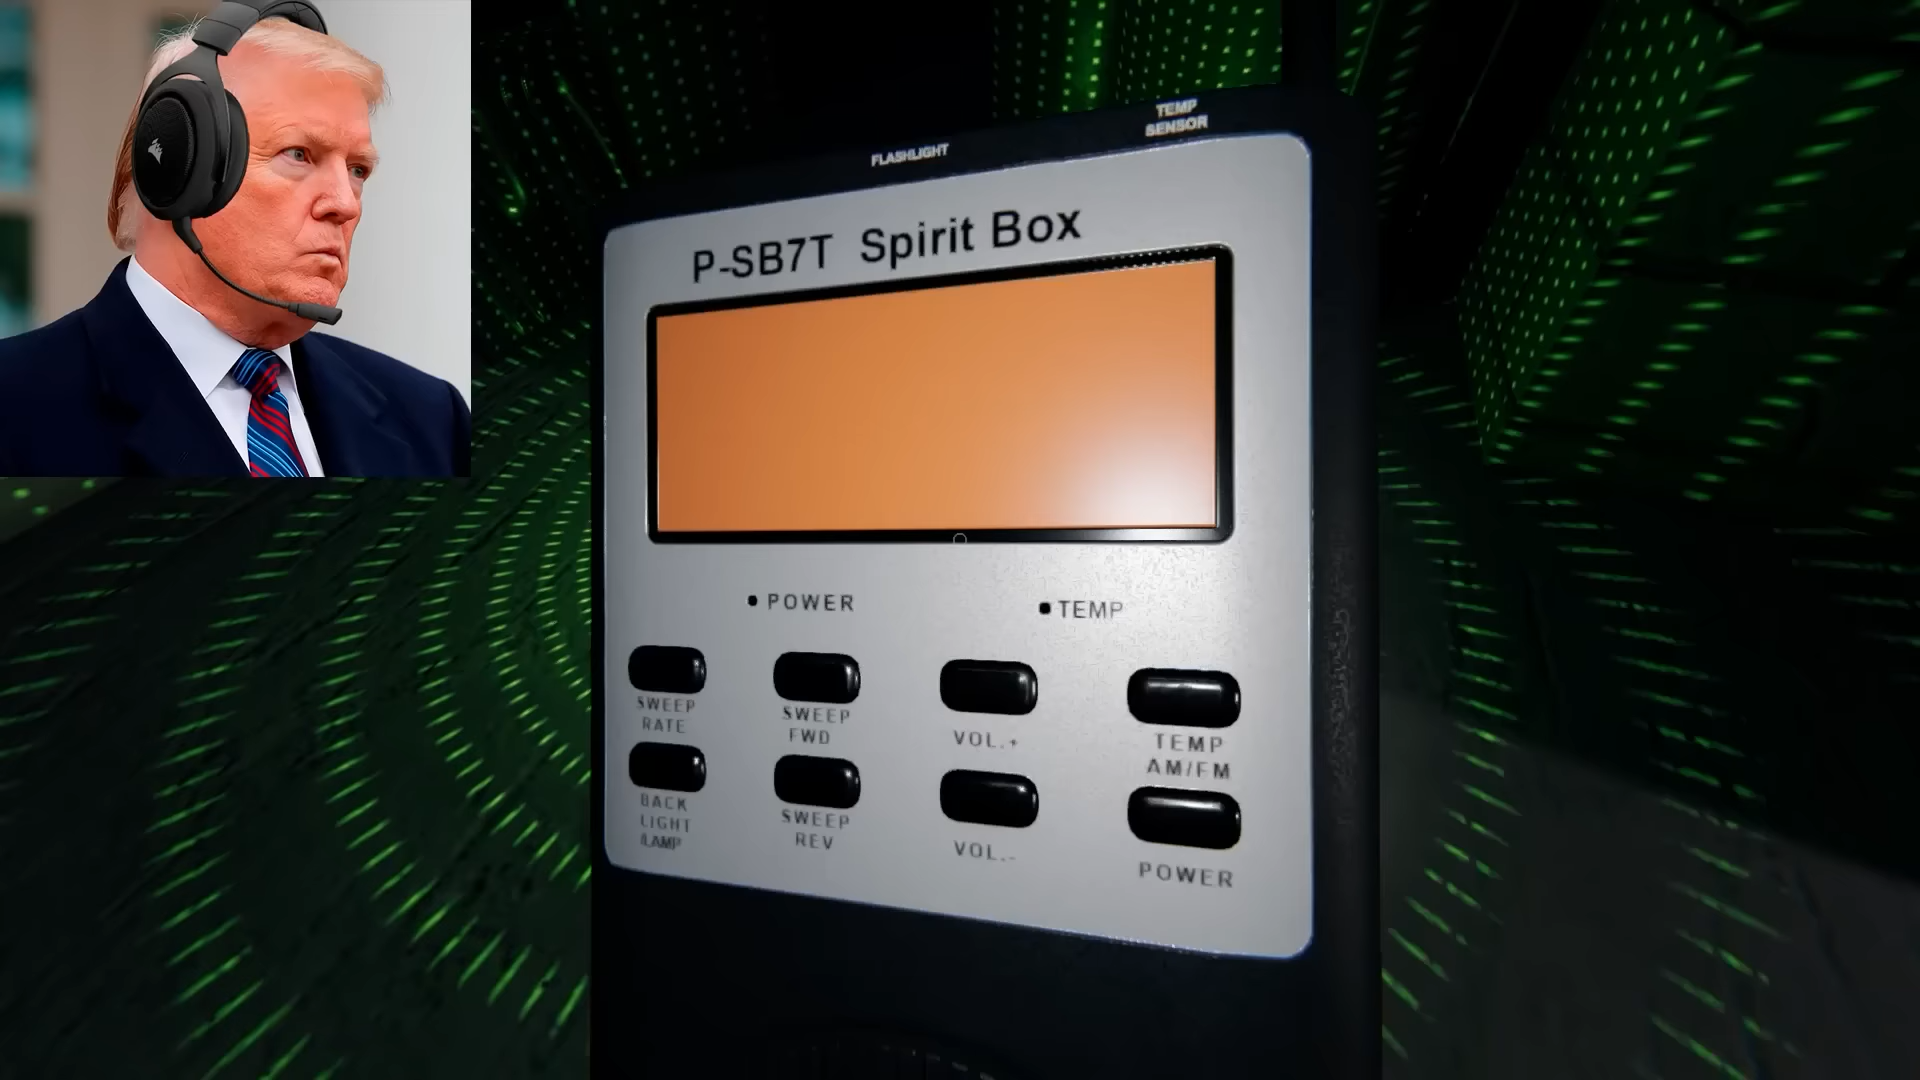 TEMP
SENSOR
FLASHLIGHT
P-SB7T Spirit Box
POWER
TEMP
SWEEP
RATE
SWEEP
FWD
VOL.+
TEMP
AM/FM
BACK
LIGHT
/LAMP
SWEEP
REV
VOL.-
POWER